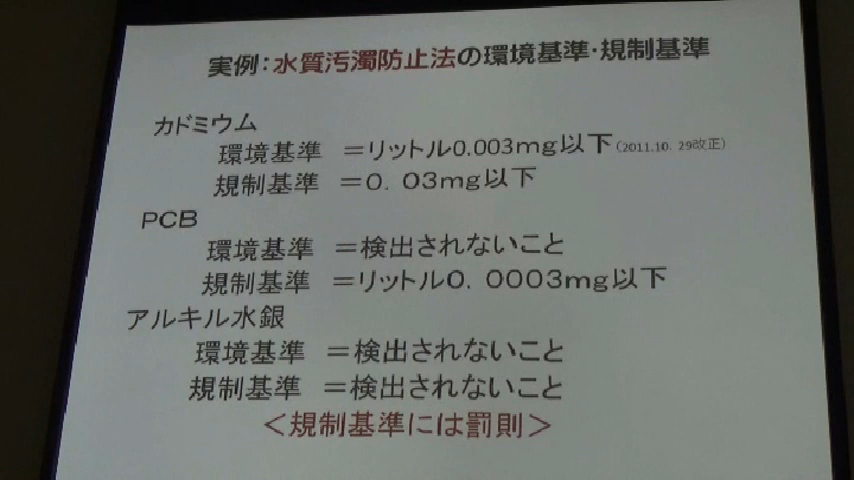 実例：水質汚濁防止法の環境基準・規制基準
カドミウム
環境基準　＝リットル0.003mg以下（2011.10. 29改正）
規制基準　＝０．０３ｍｇ以下
ＰＣＢ
環境基準　＝検出されないこと
規制基準　＝リットル０．０００３ｍｇ以下
アルキル水銀
環境基準　＝検出されないこと
規制基準　＝検出されないこと
＜規制基準には罰則＞